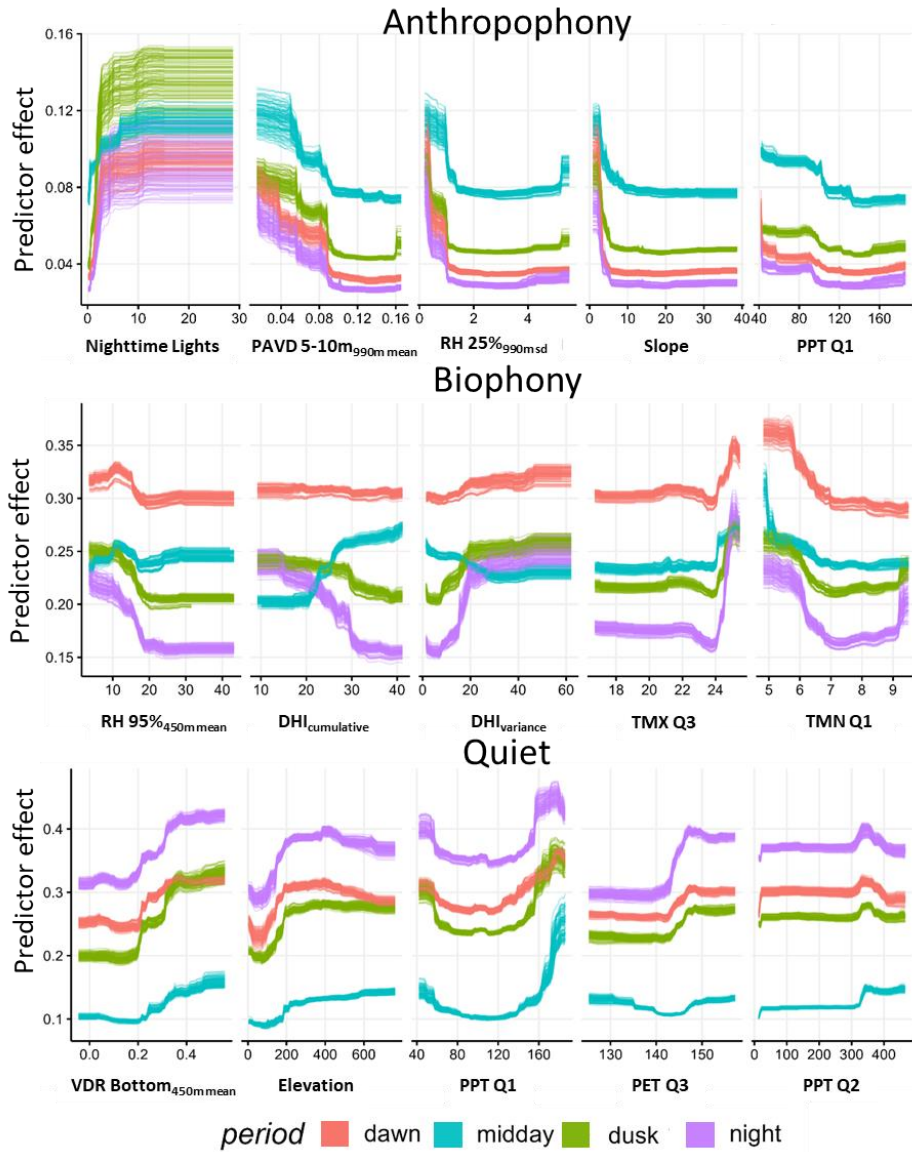 Anthropophony
0.16
0.12
0.08
0.04
Predictor effect
0 10 20 30
0.04 0.08 0.12 0.16
0 2 4
0 10 20 30 40
40 80 120 160
Nighttime Lights
PAVD 5-10m990m mean
RH 25%990m sd
Slope
PPT Q1
Biophony
0.35
0.30
0.25
0.20
0.15
Predictor effect
10 20 30 40
10 20 30 40
0 20 40 60
18 20 22 24
5 6 7 8 9
RH 95%450m mean
DHIcumulative
DHIvariance
TMX Q3
TMN Q1
Quiet
0.4
0.3
0.2
0.1
Predictor effect
0.0 0.2 0.4
0 200 400 600
40 80 120 160
130 140 150
0 100 200 300 400
VDR Bottom450m mean
Elevation
PPT Q1
PET Q3
PPT Q2
period dawn midday dusk night